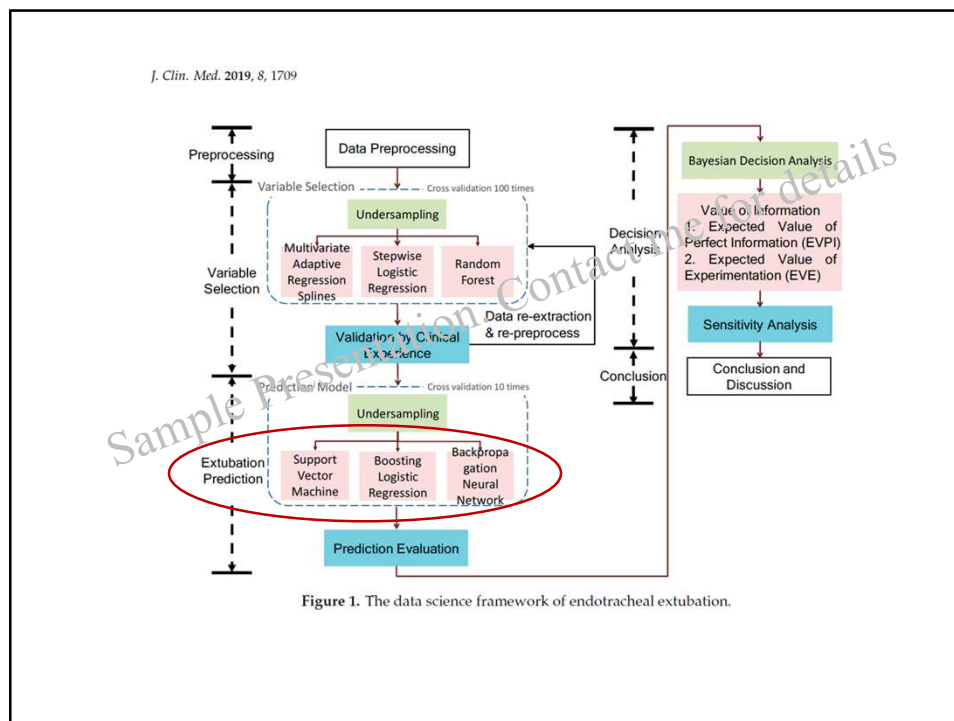 J. Clin. Med. 2019, 8, 1709
Preprocessing
Data Preprocessing
Variable Selection
Cross validation 100 times
Undersampling
Multivariate
Adaptive
Regression
Splines
Stepwise
Logistic
Regression
Random
Forest
Variable
Selection
Data re-extraction
& re-preprocess
Validation by Clinical
Experience
Prediction Model
Cross validation 10 times
Undersampling
Extubation
Prediction
Support
Vector
Machine
Boosting
Logistic
Regression
Backpropa
gation
Neural
Network
Prediction Evaluation
Decision
Analysis
Bayesian Decision Analysis
Value of Information
1. Expected Value of
Perfect Information (EVPI)
2. Expected Value of
Experimentation (EVE)
Sensitivity Analysis
Conclusion
Conclusion and
Discussion
Sample Presentation. Contact me for details
Figure 1. The data science framework of endotracheal extubation.